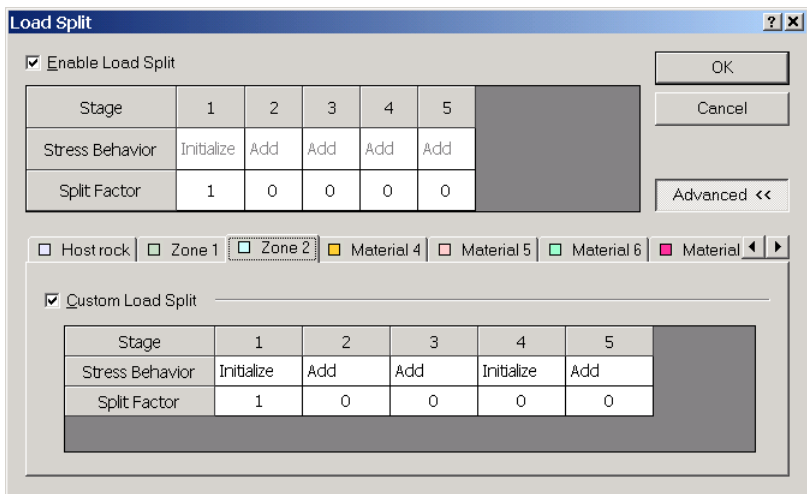 Load Split
Enable Load Split
OK
Stage 1 2 3 4 5
Cancel
Stress Behavior Initialize Add Add Add Add
Split Factor 1 0 0 0 0
Advanced <<
Host rock Zone 1 Zone 2 Material 4 Material 5 Material 6 Material
Custom Load Split
Stage 1 2 3 4 5
Stress Behavior Initialize Add Add Initialize Add
Split Factor 1 0 0 0 0